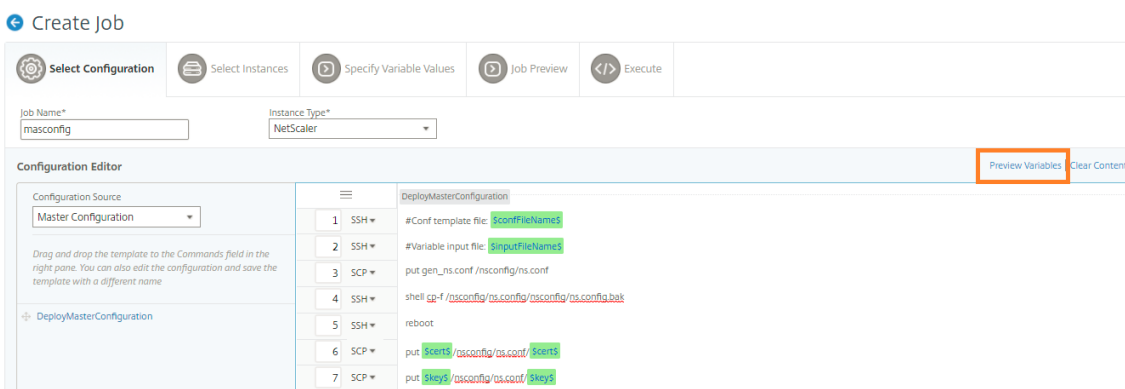 Create Job
Select Configuration
Select Instances
Specify Variable Values
Job Preview
Execute
Job Name*
Instance Type*
masconfig
NetScaler
Configuration Editor
Preview Variables
Clear Content
Configuration Source
Master Configuration
Drag and drop the template to the Commands field in the
right pane. You can also edit the configuration and save the
template with a different name
DeployMasterConfiguration
DeployMasterConfiguration
1 SSH #Conf template file: $confFileName$
2 SSH #Variable input file: $inputFileName$
3 SCP put gen_ns.conf /nsconfig/ns.conf
4 SSH shell cp-f /nsconfig/ns.config/nsconfig/ns.config.bak
5 SSH reboot
6 SCP put $cert$ /nsconfig/ns.conf/ $cert$
7 SCP put $key$ /nsconfig/ns.conf/ $key$